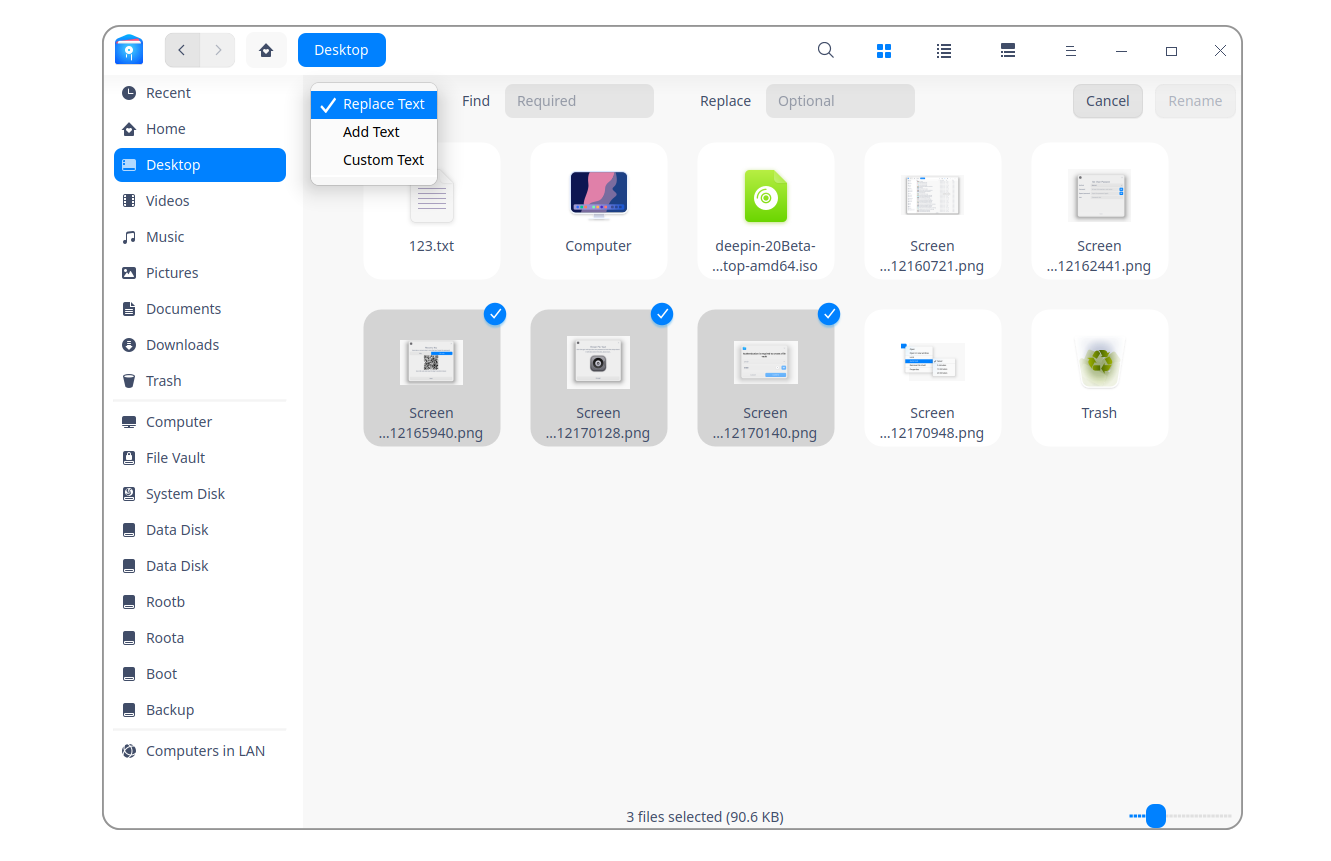 Desktop
Recent
Home
Desktop
Videos
Music
Pictures
Documents
Downloads
Trash
Computer
File Vault
System Disk
Data Disk
Data Disk
Rootb
Roota
Boot
Backup
Computers in LAN
Replace Text
Add Text
Custom Text
Find
Required
Replace
Optional
Cancel
Rename
123.txt
Computer
deepin-20Beta-
...top-amd64.iso
Screen
...12160721.png
Screen
...12162441.png
Screen
...12165940.png
Screen
...12170128.png
Screen
...12170140.png
Screen
...12170948.png
Trash
3 files selected (90.6 KB)